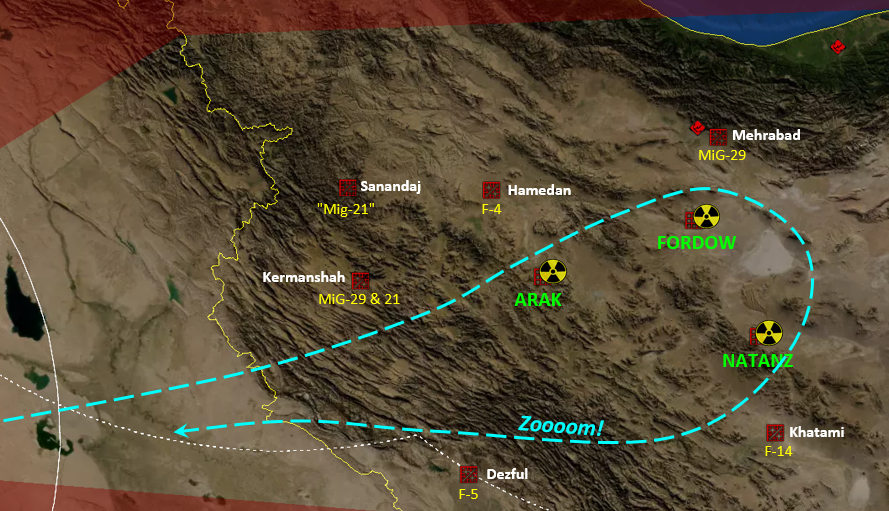 Mehrabad
MiG-29
Sanandaj
"Mig-21"
Hamedan
F-4
FORDOW
Kermanshah
MiG-29 & 21
ARAK
NATANZ
Zoooom!
Khatami
F-14
Dezful
F-5